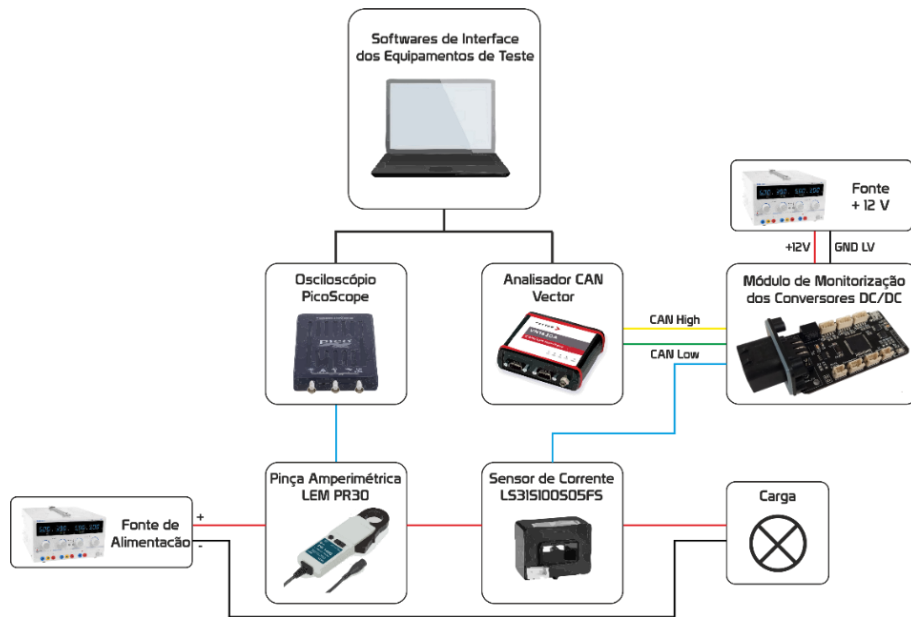 Softwares de Interface
dos Equipamentos de Teste
Fonte
+ 12 V
+12V
GND LV
Osciloscópio
PicoScope
Analisador CAN
Vector
Módulo de Monitorização
dos Conversores DC/DC
CAN High
CAN Low
Pinça Amperimétrica
LEM PR30
Sensor de Corrente
LS31S100S05FS
Carga
Fonte de
Alimentacão
+
-